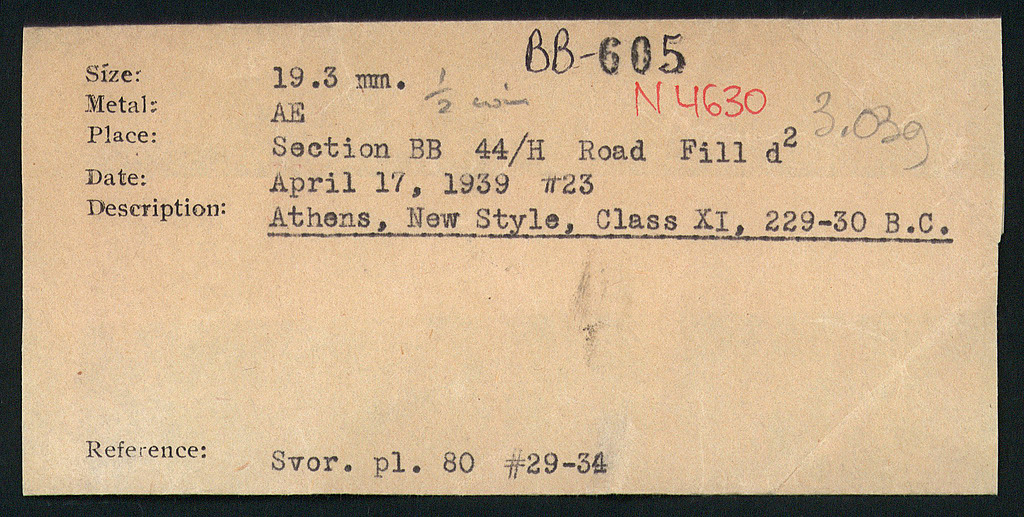 BB-605
Size: 19.3 mm. 1/2 coin
N 4630
Metal: AE
3.03g
Place: Section BB 44/H Road Fill d²
Date: April 17, 1939 #23
Description: Athens, New Style, Class XI, 229-30 B.C.
Reference: Svor. pl. 80 #29-34